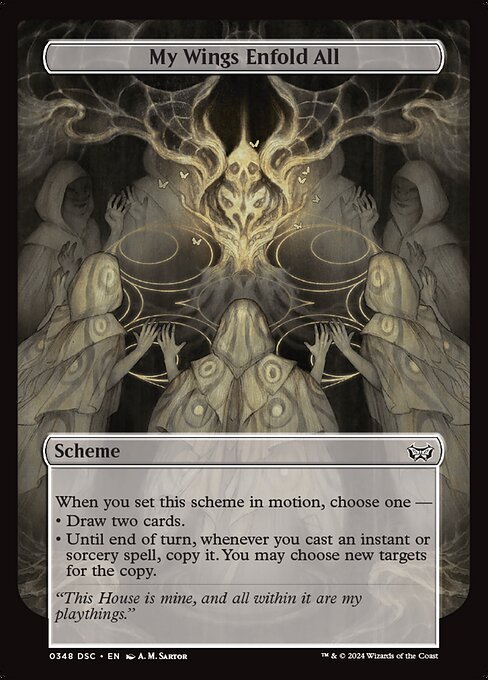 My Wings Enfold All
Scheme
When you set this scheme in motion, choose one —
• Draw two cards.
• Until end of turn, whenever you cast an instant or
sorcery spell, copy it. You may choose new targets
for the copy.
“This House is mine, and all within it are my
playthings.”
0348 DSC • EN A. M. Sartor ™ & © 2024 Wizards of the Coast